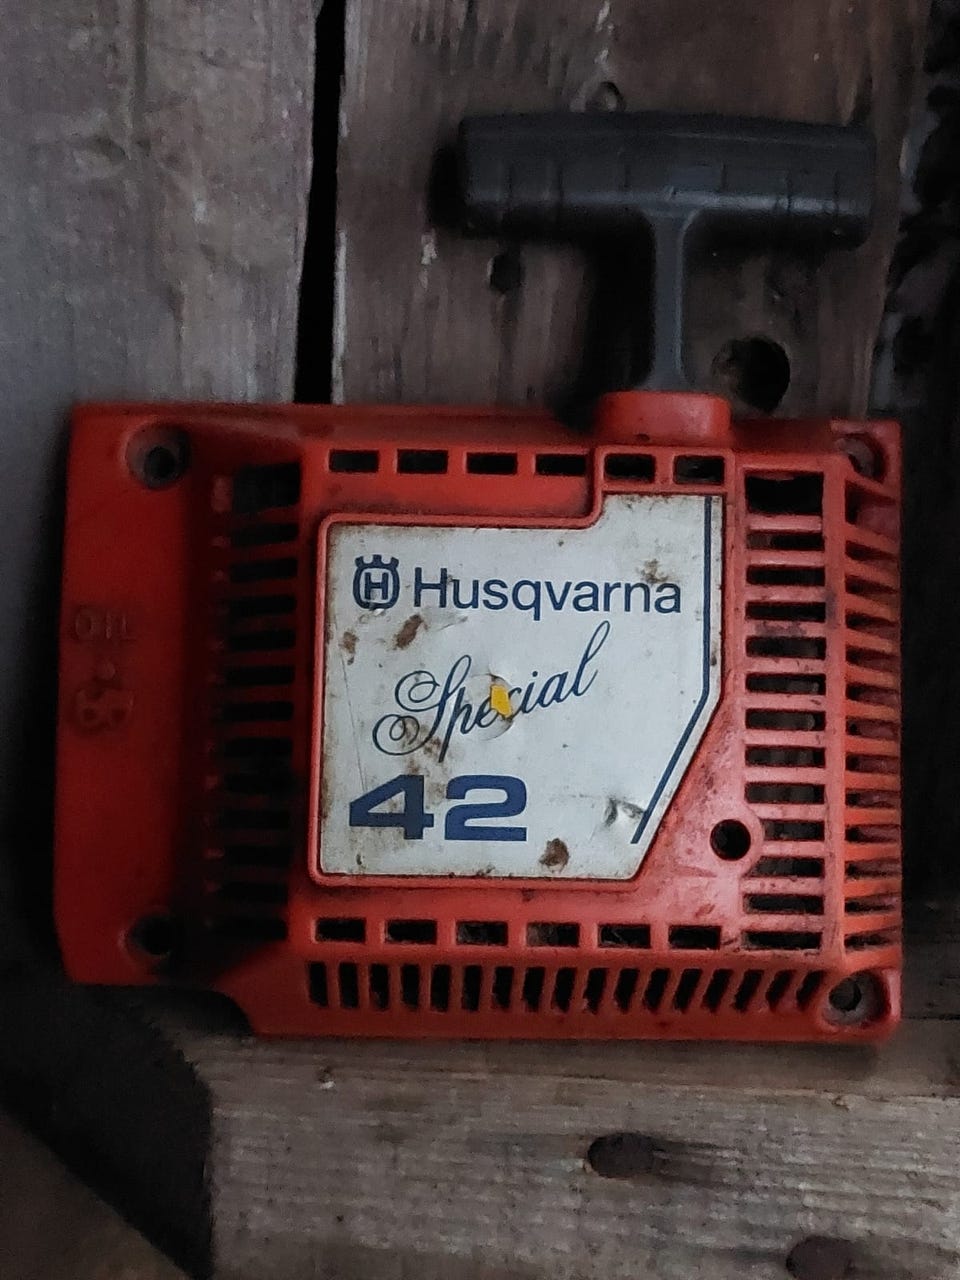 H Husqvarna
Special
42
OIL